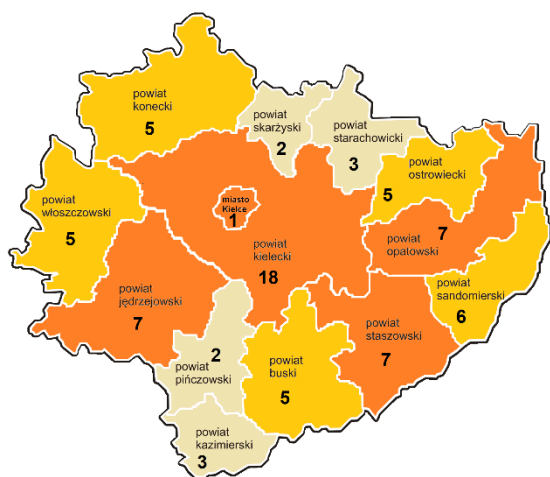 powiat
konecki
5
powiat
skarżyski
2
powiat
starachowicki
3
powiat
ostrowiecki
5
powiat
włoszczowski
5
miasto
Kielce
1
powiat
kielecki
18
7
powiat
opatowski
powiat
sandomierski
6
powiat
jędrzejowski
7
powiat
staszowski
7
2
powiat
pińczowski
powiat
buski
5
powiat
kazimierski
3